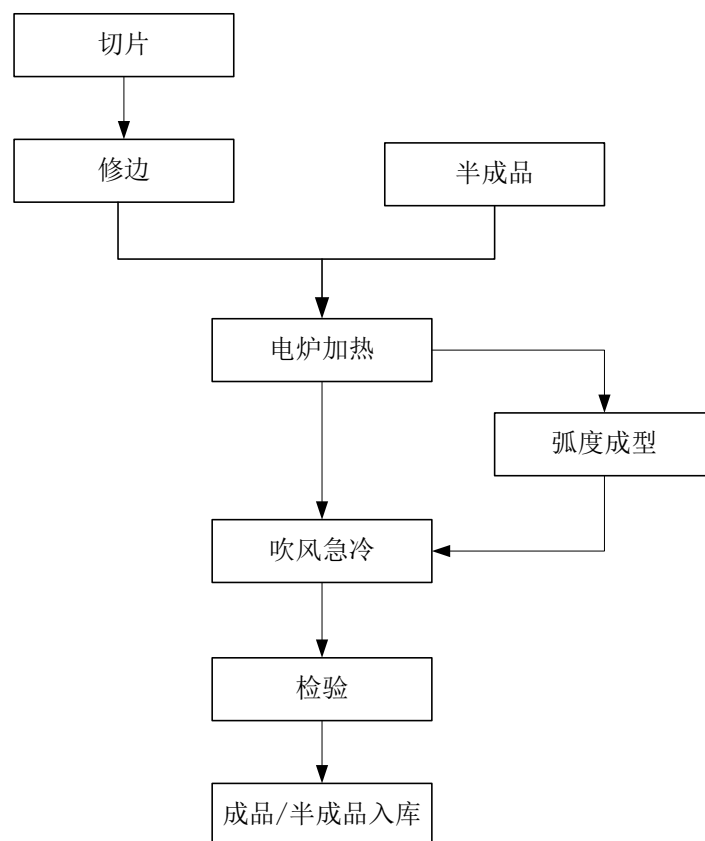 切片
修边
半成品
电炉加热
弧度成型
吹风急冷
检验
成品/半成品入库